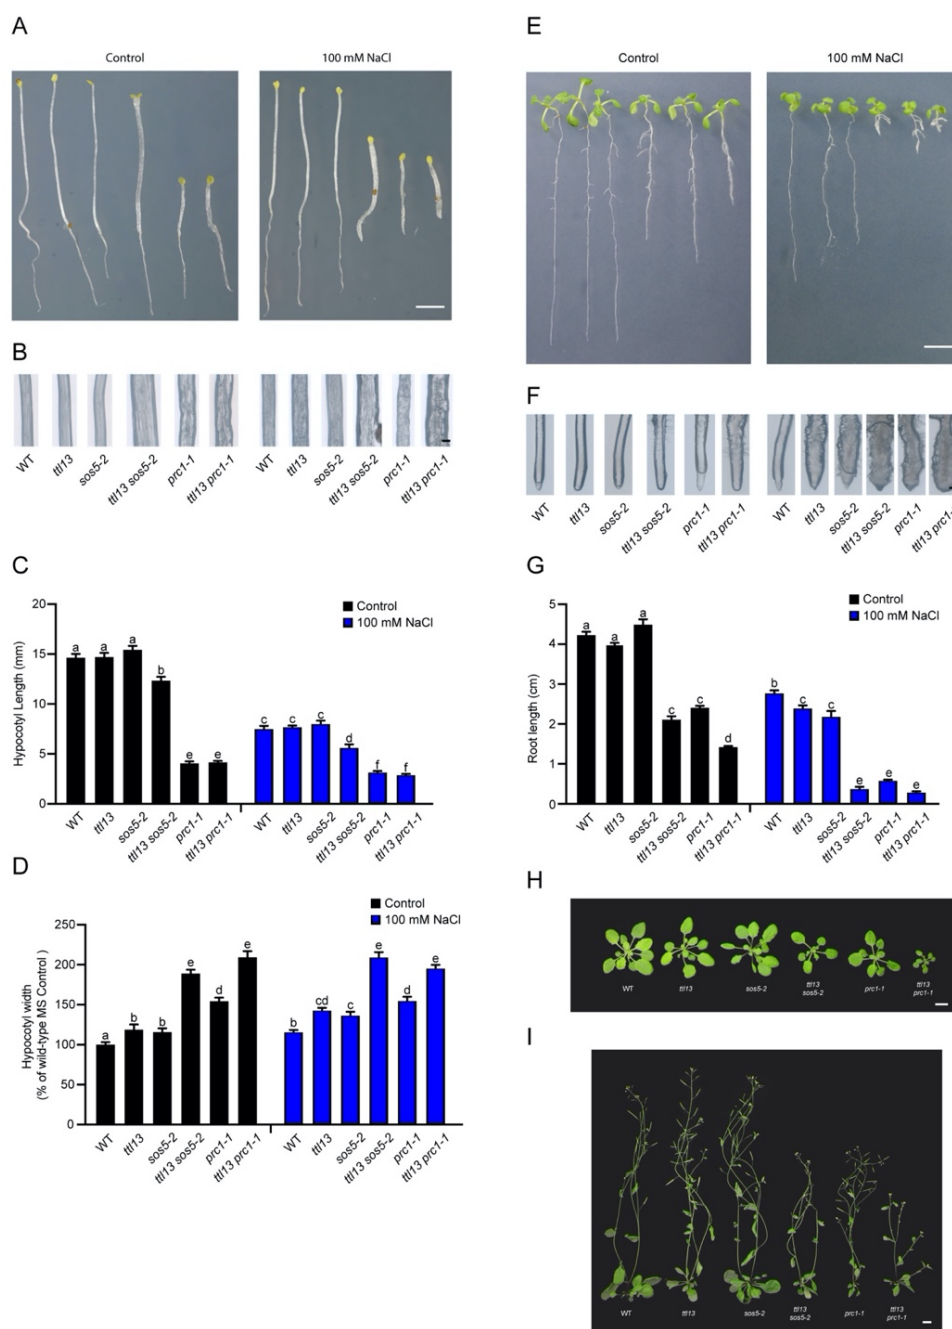 A
Control
100 mM NaCl
B
WT
ttl13
sos5-2
ttl13 sos5-2
prc1-1
ttl13 prc1-1
WT
ttl13
sos5-2
ttl13 sos5-2
prc1-1
ttl13 prc1-1
C
Hypocotyl Length (mm)
20
15
10
5
0
Control
100 mM NaCl
a
a
a
b
e
e
c
c
c
d
f
f
WT
ttl13
sos5-2
ttl13 sos5-2
prc1-1
ttl13 prc1-1
WT
ttl13
sos5-2
ttl13 sos5-2
prc1-1
ttl13 prc1-1
D
Hypocotyl width
(% of wild-type MS Control )
250
200
150
100
50
0
Control
100 mM NaCl
a
b
b
e
d
e
b
cd
c
e
d
e
WT
ttl13
sos5-2
ttl13 sos5-2
prc1-1
ttl13 prc1-1
WT
ttl13
sos5-2
ttl13 sos5-2
prc1-1
ttl13 prc1-1
E
Control
100 mM NaCl
F
WT
ttl13
sos5-2
ttl13 sos5-2
prc1-1
ttl13 prc1-1
WT
ttl13
sos5-2
ttl13 sos5-2
prc1-1
ttl13 prc1-1
G
Root length (cm)
5
4
3
2
1
0
Control
100 mM NaCl
a
a
a
c
c
d
b
c
c
e
e
e
WT
ttl13
sos5-2
ttl13 sos5-2
prc1-1
ttl13 prc1-1
WT
ttl13
sos5-2
ttl13 sos5-2
prc1-1
ttl13 prc1-1
H
WT
ttl13
sos5-2
ttl13
sos5-2
prc1-1
ttl13
prc1-1
I
WT
ttl13
sos5-2
ttl13
sos5-2
prc1-1
ttl13
prc1-1